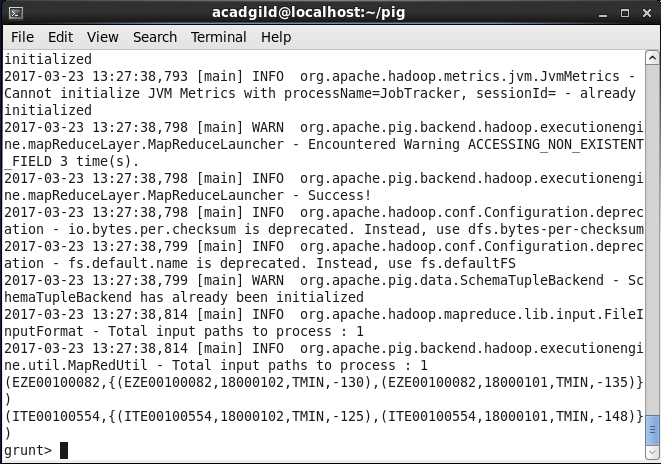 acadgild@localhost:~/pig
File Edit View Search Terminal Help
initialized
2017-03-23 13:27:38,793 [main] INFO  org.apache.hadoop.metrics.jvm.JvmMetrics -
Cannot initialize JVM Metrics with processName=JobTracker, sessionId= - already
initialized
2017-03-23 13:27:38,798 [main] WARN  org.apache.pig.backend.hadoop.executionengi
ne.mapReduceLayer.MapReduceLauncher - Encountered Warning ACCESSING_NON_EXISTENT
_FIELD 3 time(s).
2017-03-23 13:27:38,798 [main] INFO  org.apache.pig.backend.hadoop.executionengi
ne.mapReduceLayer.MapReduceLauncher - Success!
2017-03-23 13:27:38,798 [main] INFO  org.apache.hadoop.conf.Configuration.deprec
ation - io.bytes.per.checksum is deprecated. Instead, use dfs.bytes-per-checksum
2017-03-23 13:27:38,799 [main] INFO  org.apache.hadoop.conf.Configuration.deprec
ation - fs.default.name is deprecated. Instead, use fs.defaultFS
2017-03-23 13:27:38,799 [main] WARN  org.apache.pig.data.SchemaTupleBackend - Sc
hemaTupleBackend has already been initialized
2017-03-23 13:27:38,814 [main] INFO  org.apache.hadoop.mapreduce.lib.input.FileI
nputFormat - Total input paths to process : 1
2017-03-23 13:27:38,814 [main] INFO  org.apache.pig.backend.hadoop.executionengi
ne.util.MapRedUtil - Total input paths to process : 1
(EZE00100082,{(EZE00100082,18000102,TMIN,-130),(EZE00100082,18000101,TMIN,-135)}
)
(ITE00100554,{(ITE00100554,18000102,TMIN,-125),(ITE00100554,18000101,TMIN,-148)}
)
grunt>